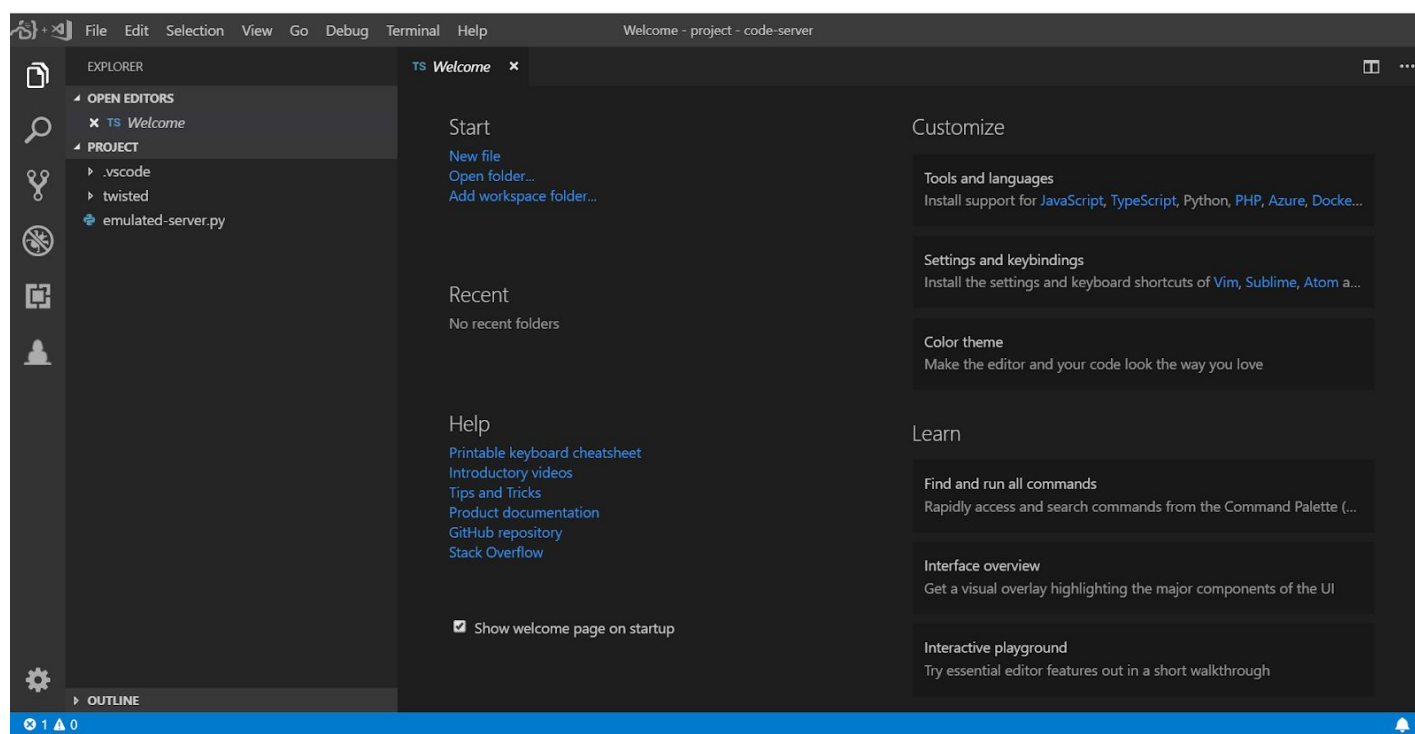 File Edit Selection View Go Debug Terminal Help Welcome - project - code-server
EXPLORER
OPEN EDITORS
TS Welcome
PROJECT
.vscode
twisted
emulated-server.py
OUTLINE
TS Welcome
Start
New file
Open folder...
Add workspace folder...
Recent
No recent folders
Help
Printable keyboard cheatsheet
Introductory videos
Tips and Tricks
Product documentation
GitHub repository
Stack Overflow
Show welcome page on startup
Customize
Tools and languages
Install support for JavaScript, TypeScript, Python, PHP, Azure, Docke...
Settings and keybindings
Install the settings and keyboard shortcuts of Vim, Sublime, Atom a...
Color theme
Make the editor and your code look the way you love
Learn
Find and run all commands
Rapidly access and search commands from the Command Palette (...
Interface overview
Get a visual overlay highlighting the major components of the UI
Interactive playground
Try essential editor features out in a short walkthrough
1 0